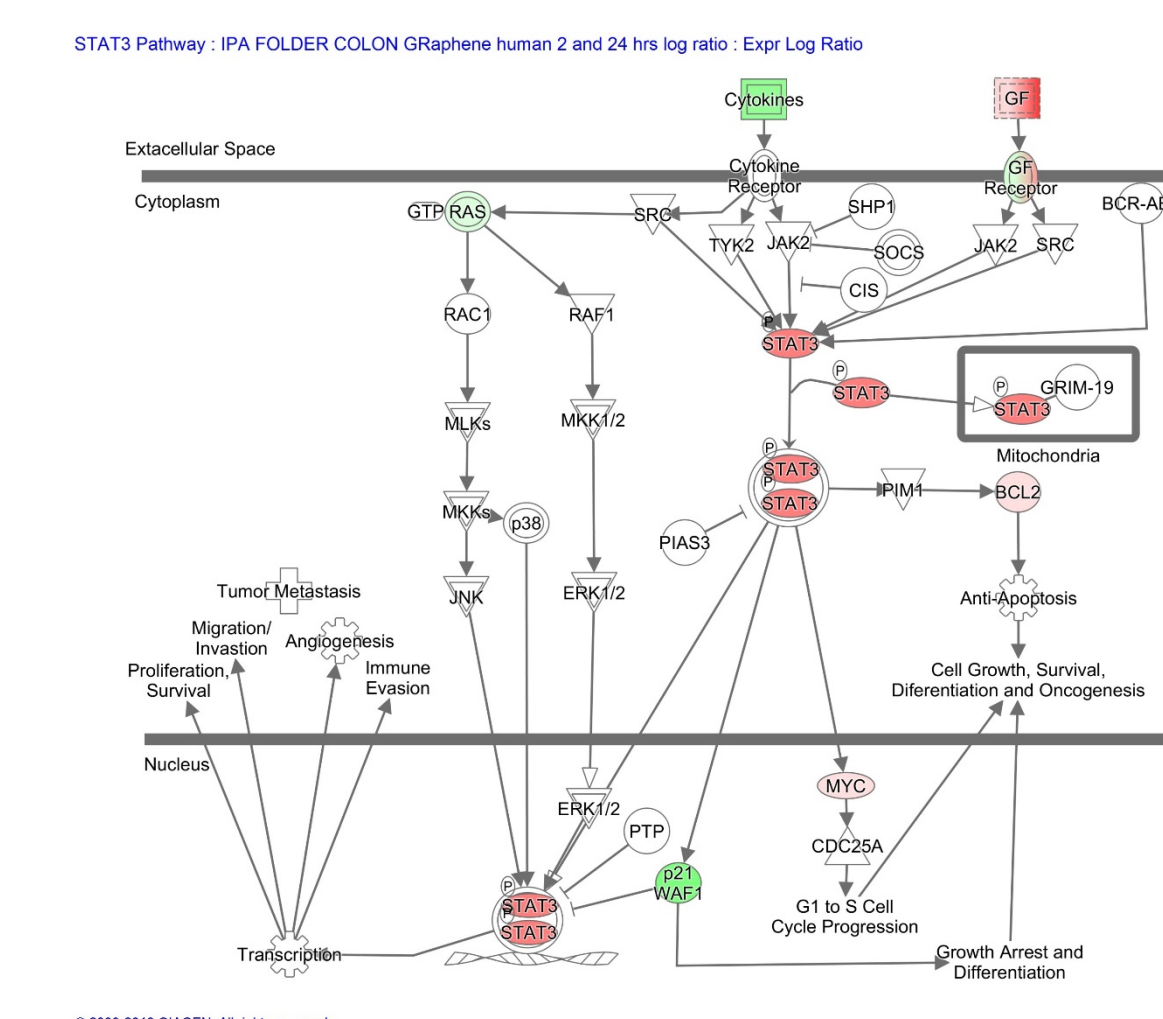 STAT3 Pathway : IPA FOLDER COLON GRaphene human 2 and 24 hrs log ratio : Expr Log Ratio
Cytokines
GF
Extacellular Space
Cytokine
Receptor
GF
Receptor
Cytoplasm
GTP
RAS
SRC
SHP1
BCR-AB
TYK2
JAK2
SOCS
JAK2
SRC
CIS
RAC1
RAF1
P
STAT3
P
STAT3
P
STAT3
GRIM-19
MLKs
MKK1/2
Mitochondria
P
STAT3
P
STAT3
PIM1
BCL2
MKKs
p38
PIAS3
JNK
ERK1/2
Anti-Apoptosis
Tumor Metastasis
Migration/
Invastion
Angiogenesis
Proliferation,
Survival
Immune
Evasion
Cell Growth, Survival,
Diferentiation and Oncogenesis
Nucleus
ERK1/2
MYC
PTP
CDC25A
p21
WAF1
P
STAT3
P
STAT3
G1 to S Cell
Cycle Progression
Transcription
Growth Arrest and
Differentiation